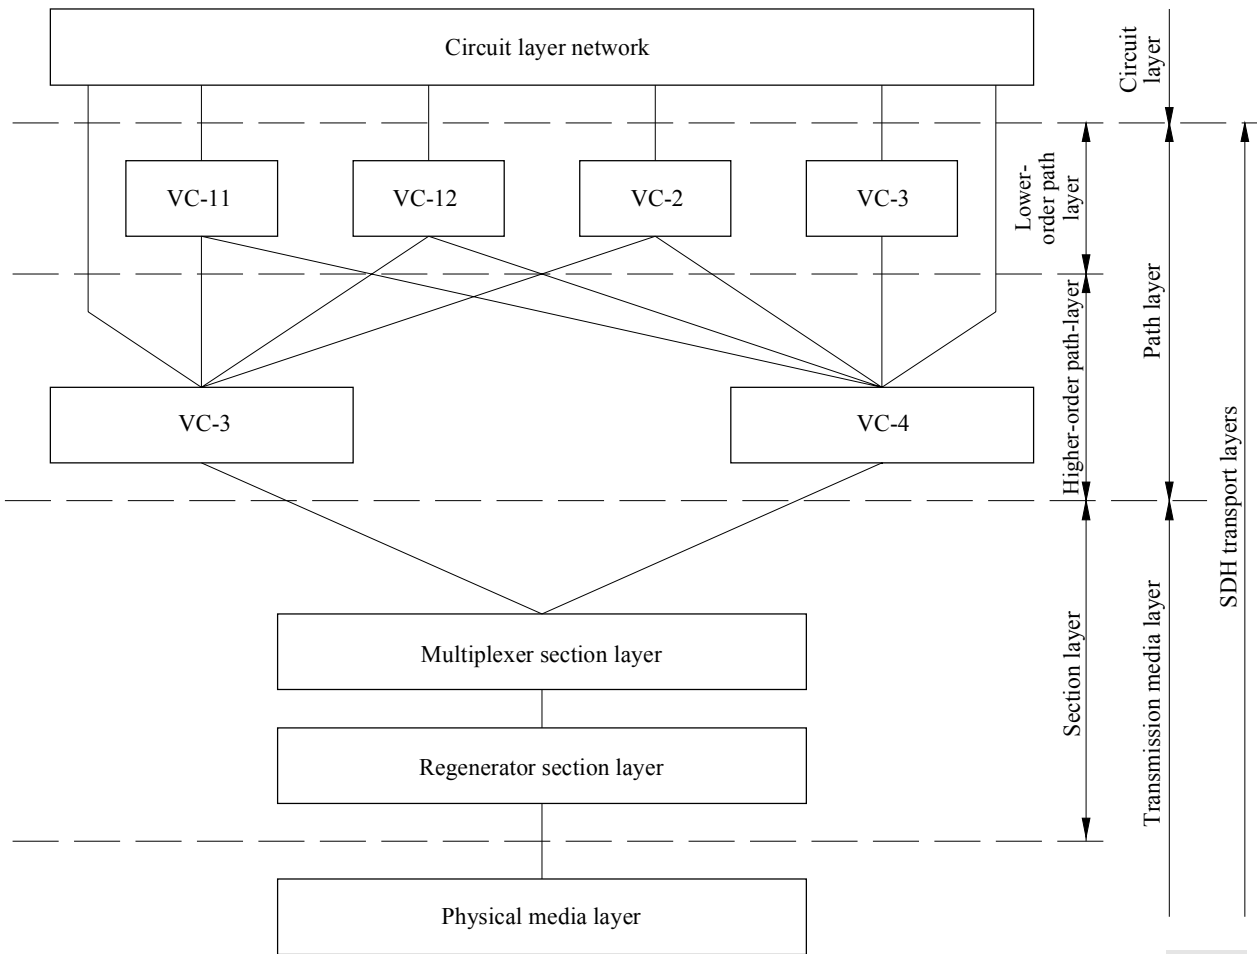 Circuit layer network
VC-11
VC-12
VC-2
VC-3
VC-3
VC-4
Multiplexer section layer
Regenerator section layer
Physical media layer
Lower-
order path
layer
Higher-order path-layer
Section layer
Circuit
layer
Path layer
Transmission media layer
SDH transport layers